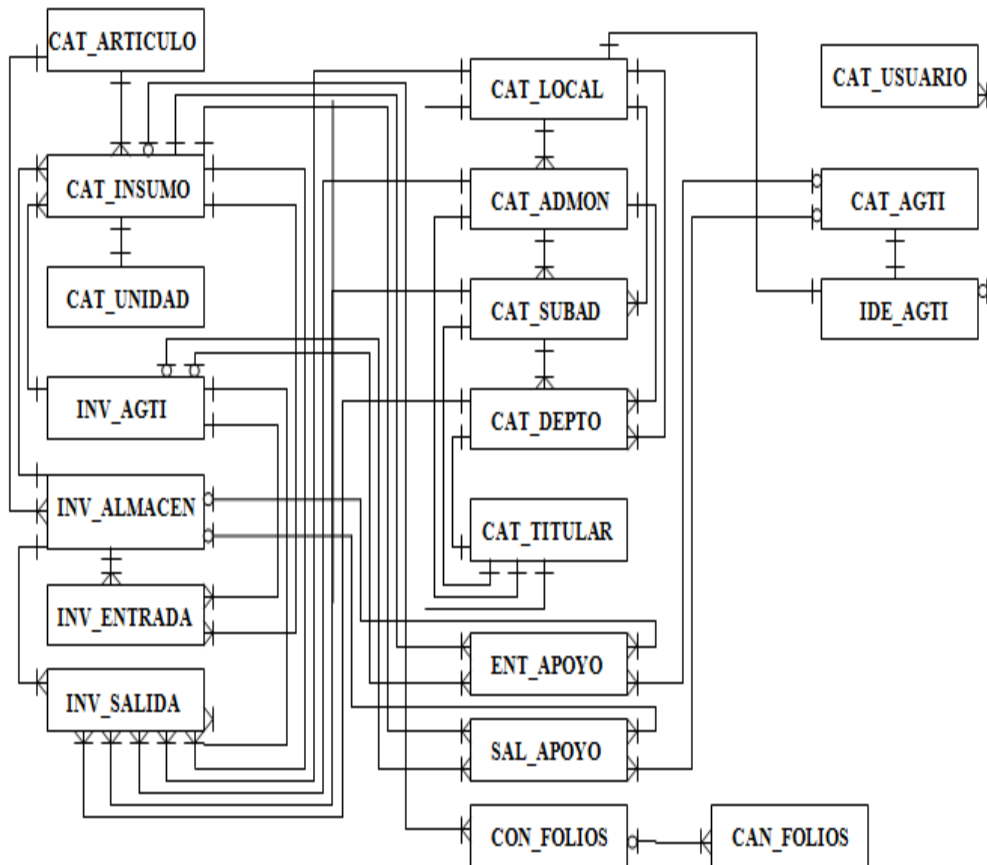 CAT_ARTICULO
CAT_INSUMO
CAT_UNIDAD
INV_AGTI
INV_ALMACEN
INV_ENTRADA
INV_SALIDA
CAT_LOCAL
CAT_ADMON
CAT_SUBAD
CAT_DEPTO
CAT_TITULAR
ENT_APOYO
SAL_APOYO
CON_FOLIOS
CAN_FOLIOS
CAT_USUARIO
CAT_AGTI
IDE_AGTI